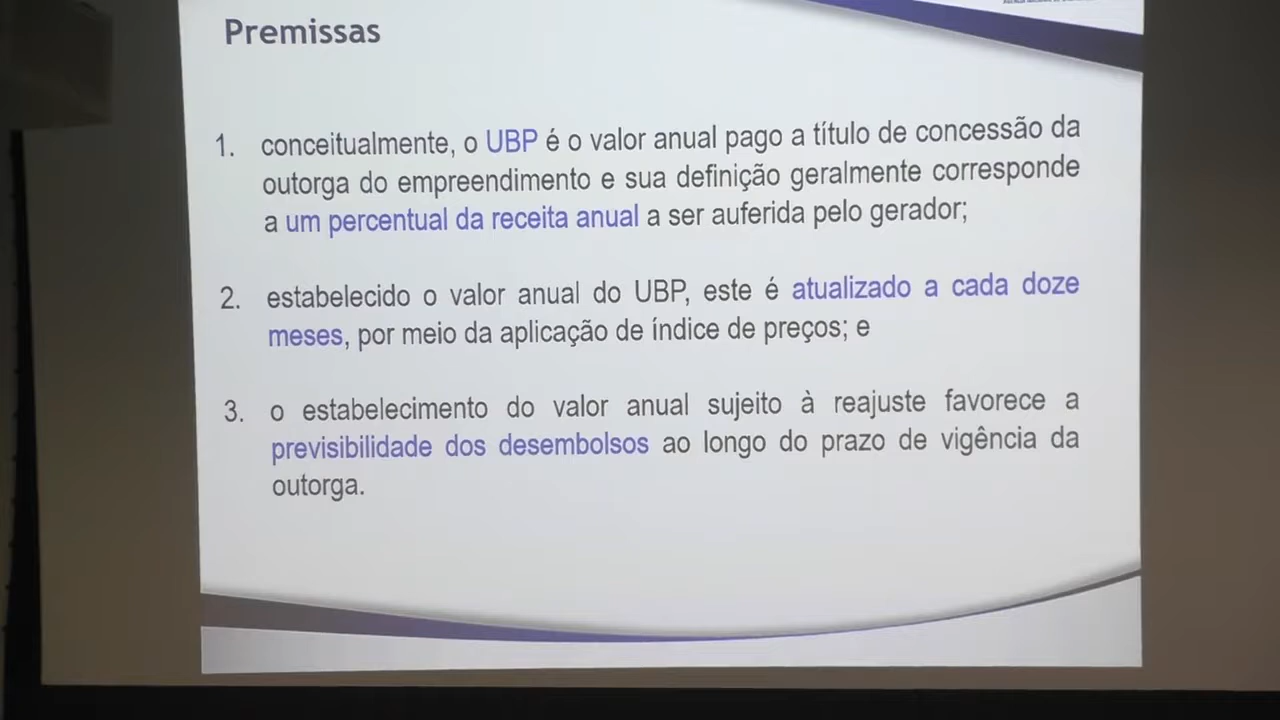 Premissas
1. conceitualmente, o UBP é o valor anual pago a título de concessão da
outorga do empreendimento e sua definição geralmente corresponde
a um percentual da receita anual a ser auferida pelo gerador;
2. estabelecido o valor anual do UBP, este é atualizado a cada doze
meses, por meio da aplicação de índice de preços; e
3. o estabelecimento do valor anual sujeito à reajuste favorece a
previsibilidade dos desembolsos ao longo do prazo de vigência da
outorga.